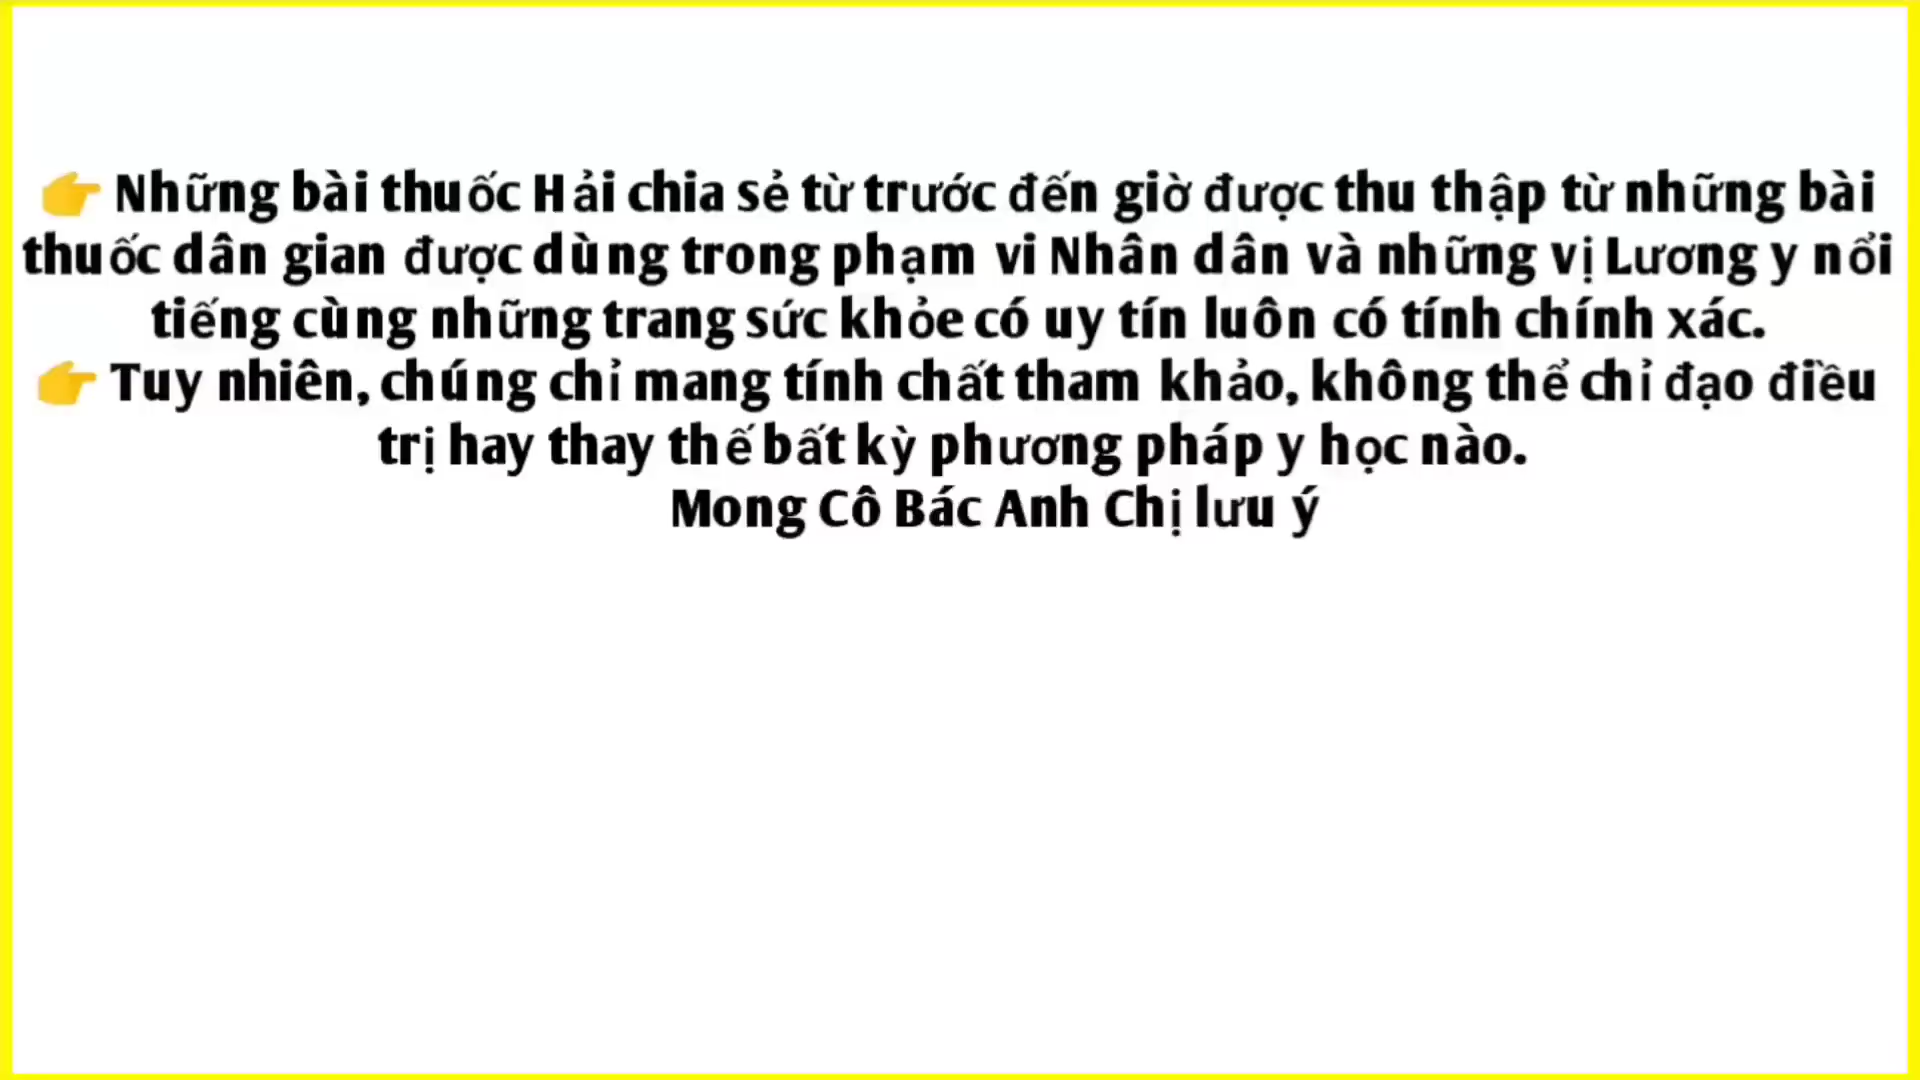 👉 Những bài thuốc Hải chia sẻ từ trước đến giờ được thu thập từ những bài
thuốc dân gian được dùng trong phạm vi Nhân dân và những vị Lương y nổi
tiếng cùng những trang sức khỏe có uy tín luôn có tính chính xác.
👉 Tuy nhiên, chúng chỉ mang tính chất tham khảo, không thể chỉ đạo điều
trị hay thay thế bất kỳ phương pháp y học nào.
Mong Cô Bác Anh Chị lưu ý